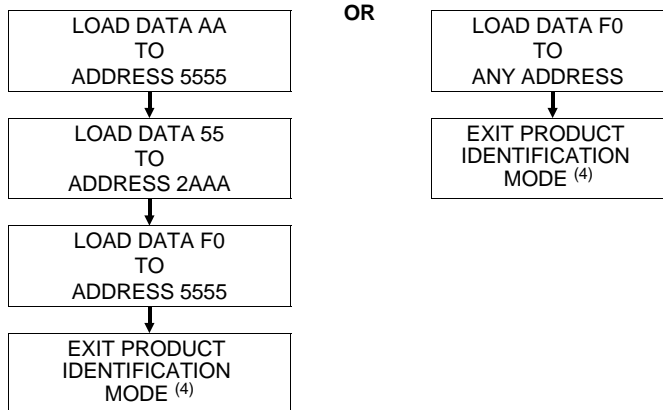 LOAD DATA AA
TO
ADDRESS 5555
LOAD DATA 55
TO
ADDRESS 2AAA
LOAD DATA F0
TO
ADDRESS 5555
EXIT PRODUCT
IDENTIFICATION
MODE (4)
OR
LOAD DATA F0
TO
ANY ADDRESS
EXIT PRODUCT
IDENTIFICATION
MODE (4)